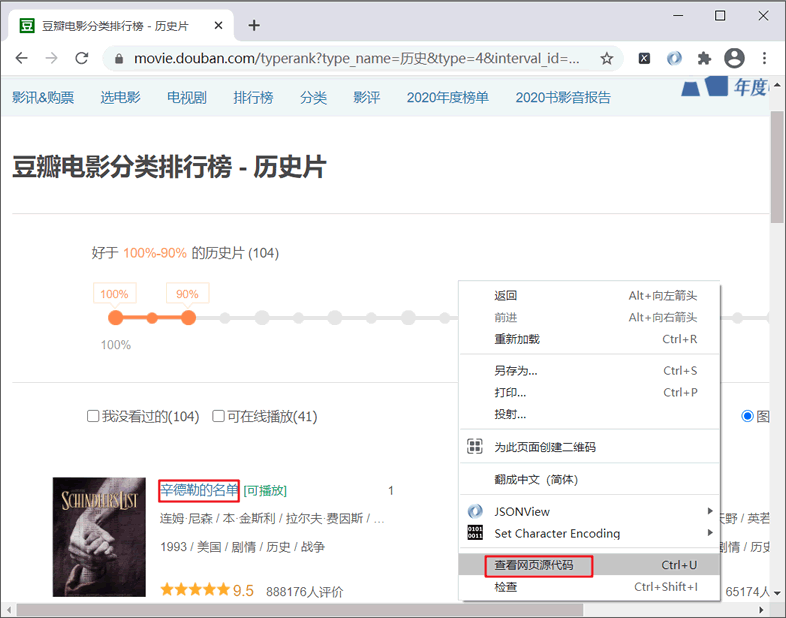 豆瓣电影分类排行榜 - 历史片
movie.douban.com/typerank?type_name=历史&type=4&interval_id=...
影讯&购票 选电影 电视剧 排行榜 分类 影评 2020年度榜单 2020书影音报告 年度
豆瓣电影分类排行榜 - 历史片
好于 100%-90% 的历史片 (104)
100% 90%
100%
我没看过的(104) 可在线播放(41) 图
辛德勒的名单 [可播放] 1
连姆·尼森 / 本·金斯利 / 拉尔夫·费因斯 / ...
1993 / 美国 / 剧情 / 历史 / 战争
9.5 888176人评价
SCHINDLER'S LIST
返回 Alt+向左箭头
前进 Alt+向右箭头
重新加载 Ctrl+R
另存为... Ctrl+S
打印... Ctrl+P
投射...
为此页面创建二维码
翻成中文（简体）
JSONView
Set Character Encoding
查看网页源代码 Ctrl+U
检查 Ctrl+Shift+I
天野 / 英若
剧情 / 历史
65174人